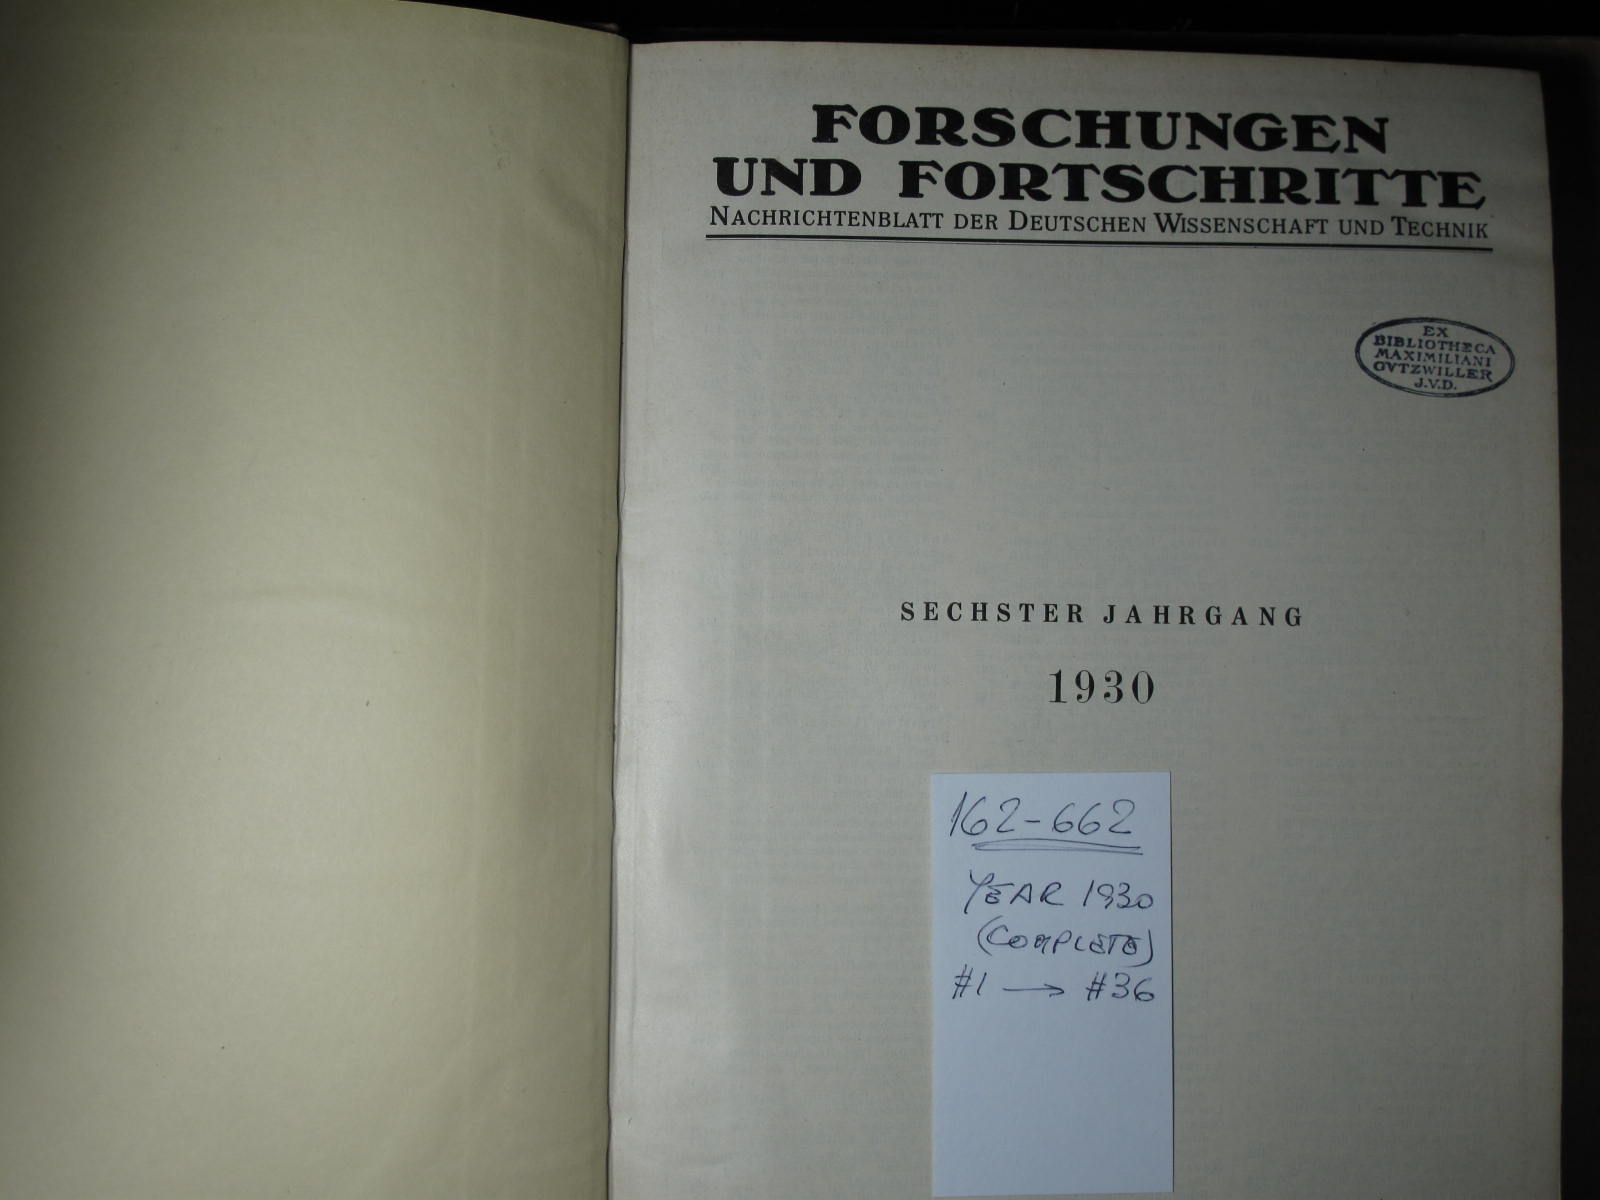 FORSCHUNGEN
UND FORTSCHRITTE
NACHRICHTENBLATT DER DEUTSCHEN WISSENSCHAFT UND TECHNIK
EX
BIBLIOTHECA
MAXIMILIANI
GVTZWILLER
J.V.D.
SECHSTER JAHRGANG
1930
162-662
YEAR 1930
(COMPLETE)
#1 → #36